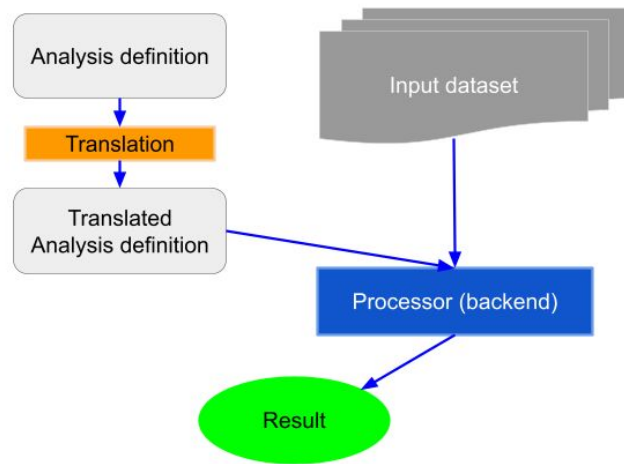 Analysis definition
Input dataset
Translation
Translated
Analysis definition
Processor (backend)
Result